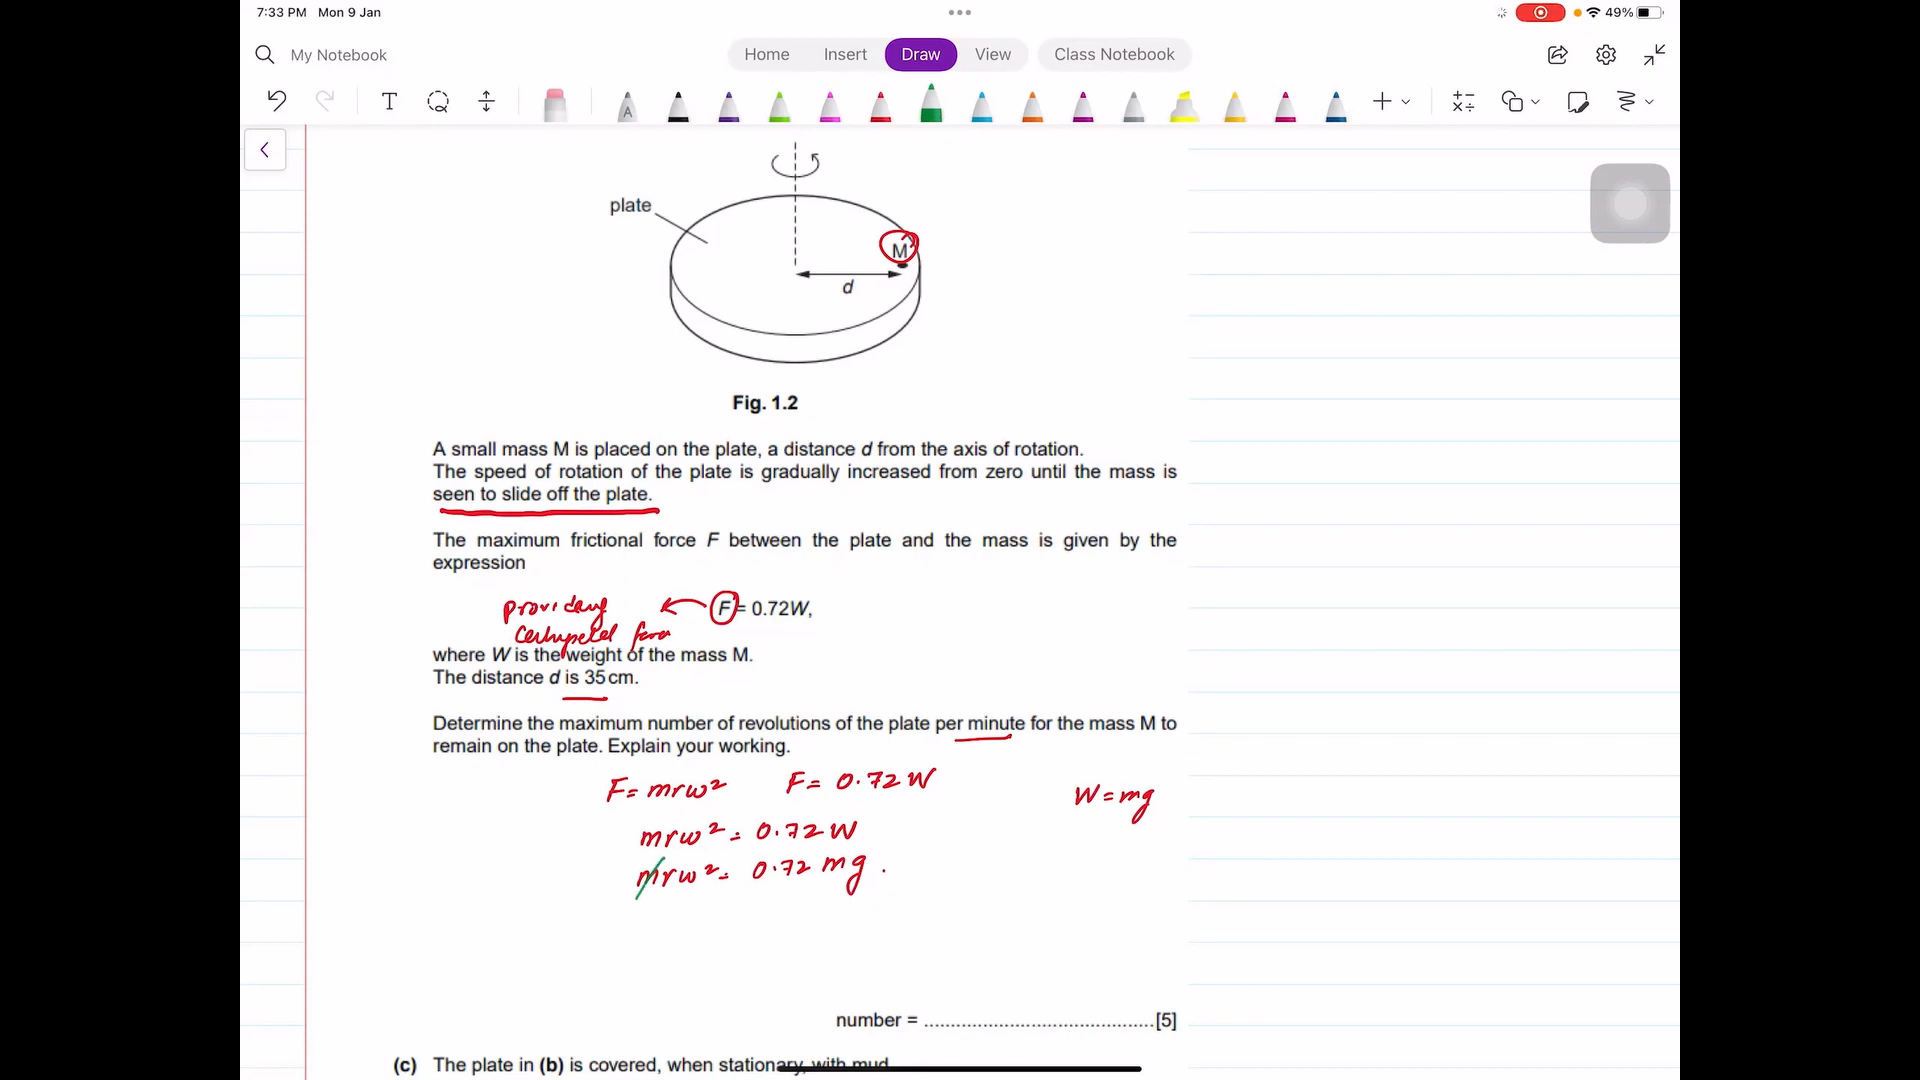 7:33 PM Mon 9 Jan
49%
My Notebook
Home Insert Draw View Class Notebook
T
A
plate
M
d
Fig. 1.2
A small mass M is placed on the plate, a distance d from the axis of rotation.
The speed of rotation of the plate is gradually increased from zero until the mass is
seen to slide off the plate.
The maximum frictional force F between the plate and the mass is given by the
expression
providing F = 0.72W,
centripetal force
where W is the weight of the mass M.
The distance d is 35 cm.
Determine the maximum number of revolutions of the plate per minute for the mass M to
remain on the plate. Explain your working.
F = mrω² F = 0.72 W W = mg
mrω² = 0.72 W
mrω² = 0.72 mg .
number = ...........................................[5]
(c) The plate in (b) is covered, when stationary, with mud.